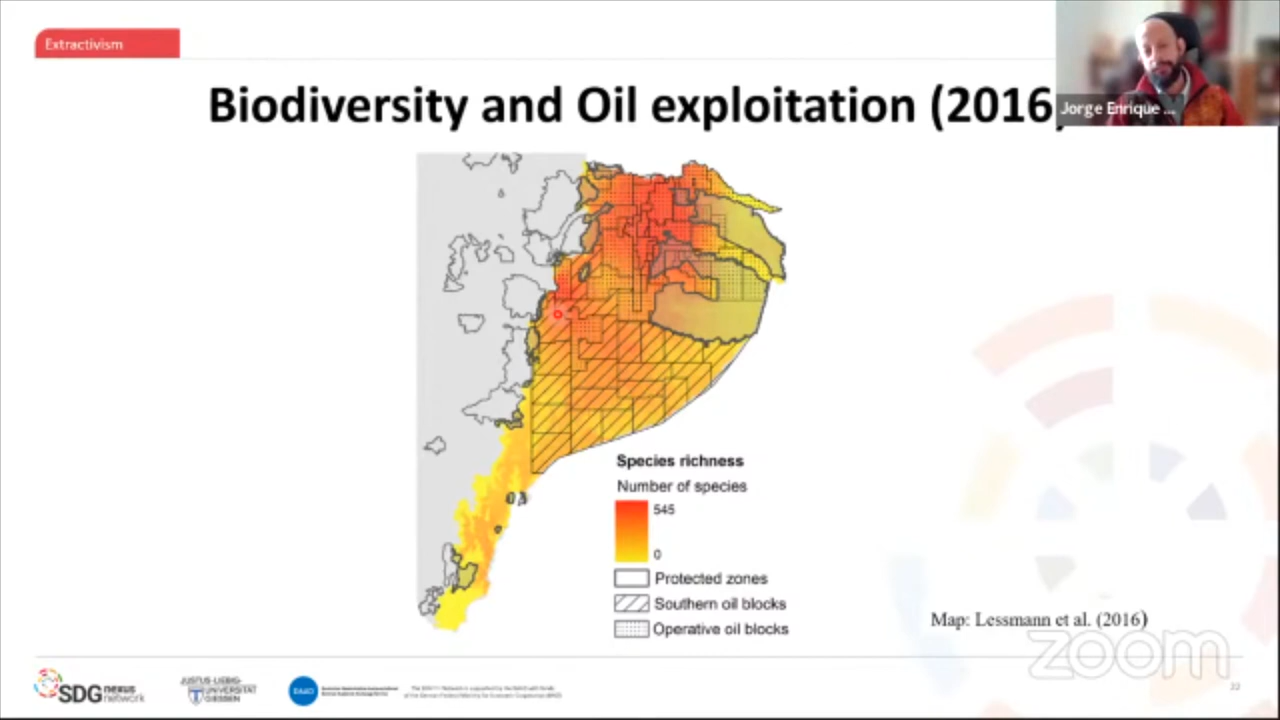 Extractivism
Biodiversity and Oil exploitation (2016
Jorge Enrique ...
Species richness
Number of species
545
0
Protected zones
Southern oil blocks
Operative oil blocks
Map: Lessmann et al. (2016)
zoom
SDG nexus
network
JUSTUS-LIEBIG-
UNIVERSITÄT
GIESSEN
DAAD
22